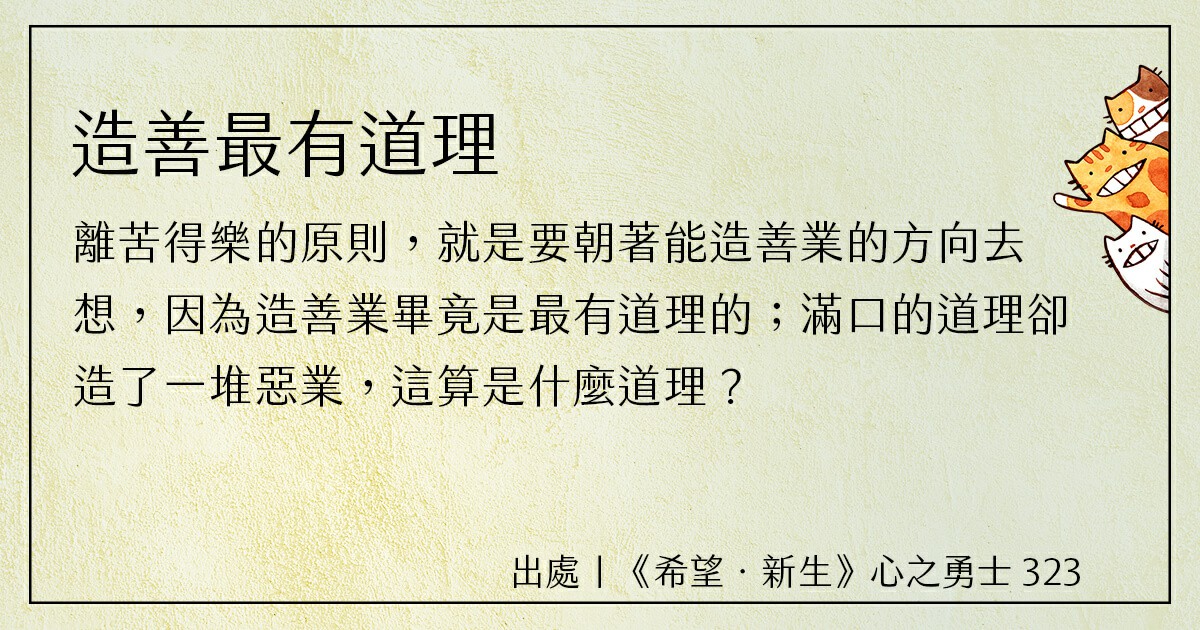 造善最有道理
離苦得樂的原則，就是要朝著能造善業的方向去
想，因為造善業畢竟是最有道理的；滿口的道理卻
造了一堆惡業，這算是什麼道理？
出處｜《希望‧新生》心之勇士 323